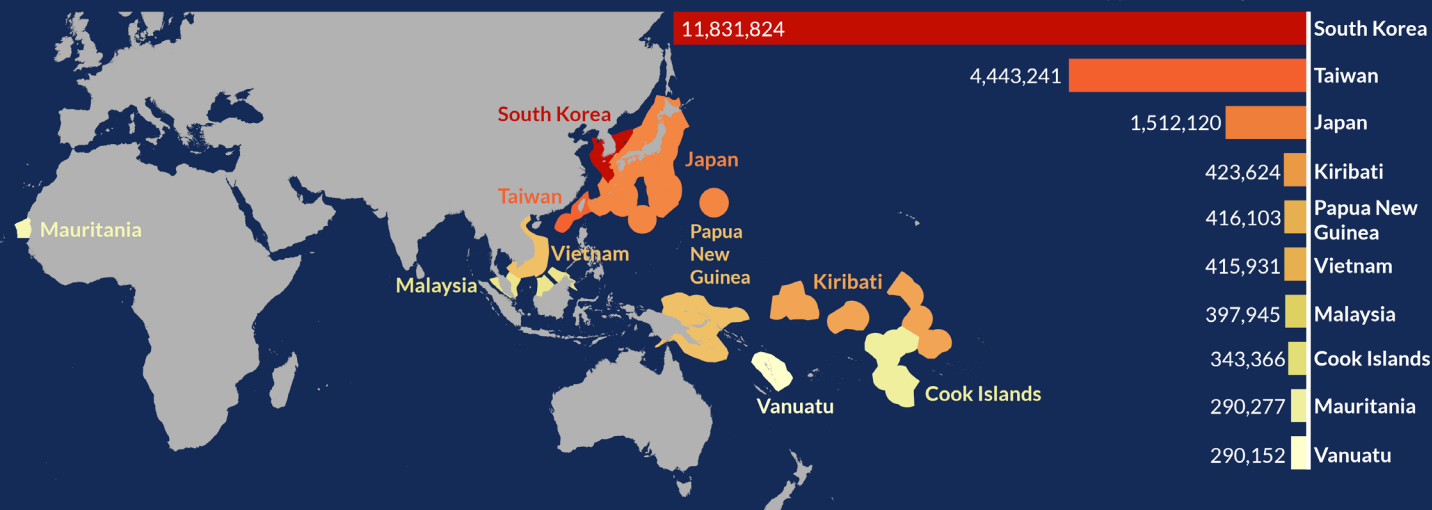 South Korea
Taiwan
Japan
Mauritania
Vietnam
Malaysia
Papua
New
Guinea
Kiribati
Vanuatu
Cook Islands
11,831,824 South Korea
4,443,241 Taiwan
1,512,120 Japan
423,624 Kiribati
416,103 Papua New
Guinea
415,931 Vietnam
397,945 Malaysia
343,366 Cook Islands
290,277 Mauritania
290,152 Vanuatu